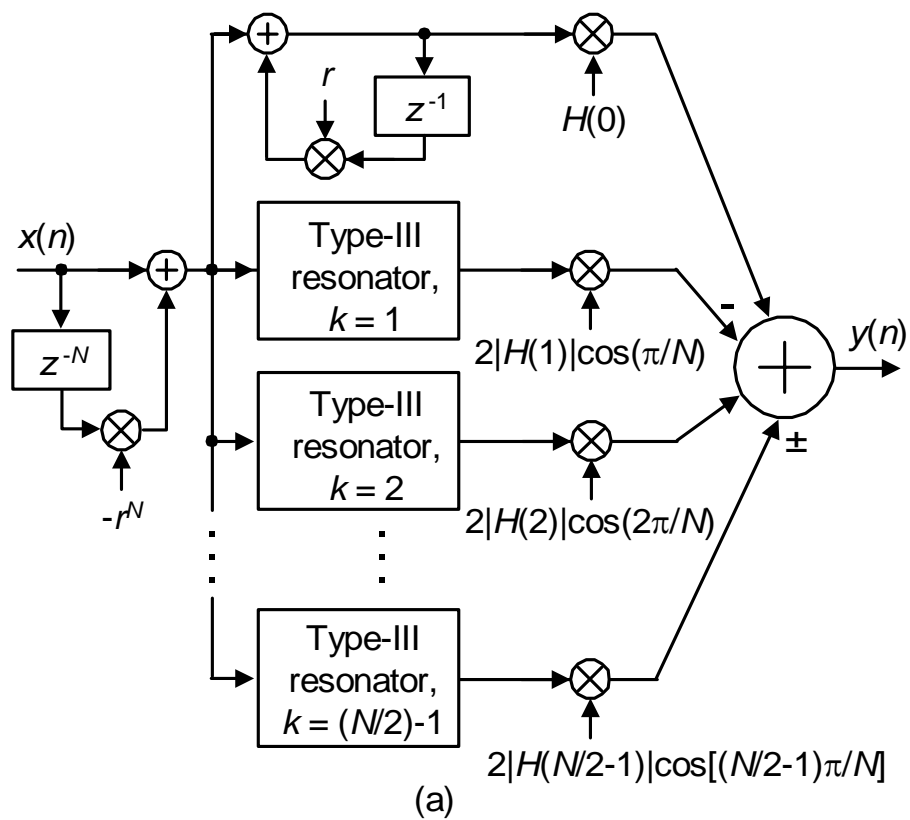 r
z⁻¹
H(0)
x(n)
z⁻ᴺ
-rᴺ
Type-III
resonator,
k = 1
2|H(1)|cos(π/N)
-
y(n)
Type-III
resonator,
k = 2
2|H(2)|cos(2π/N)
±
Type-III
resonator,
k = (N/2)-1
2|H(N/2-1)|cos[(N/2-1)π/N]
(a)